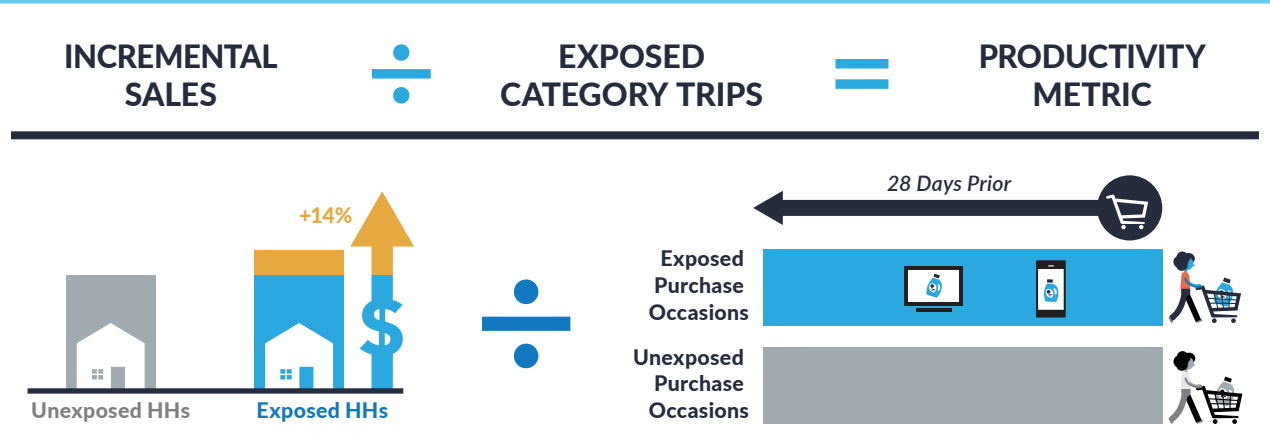 INCREMENTAL
SALES
÷
EXPOSED
CATEGORY TRIPS
=
PRODUCTIVITY
METRIC
+14%
$
Unexposed HHs
Exposed HHs
÷
28 Days Prior
Exposed
Purchase
Occasions
Unexposed
Purchase
Occasions